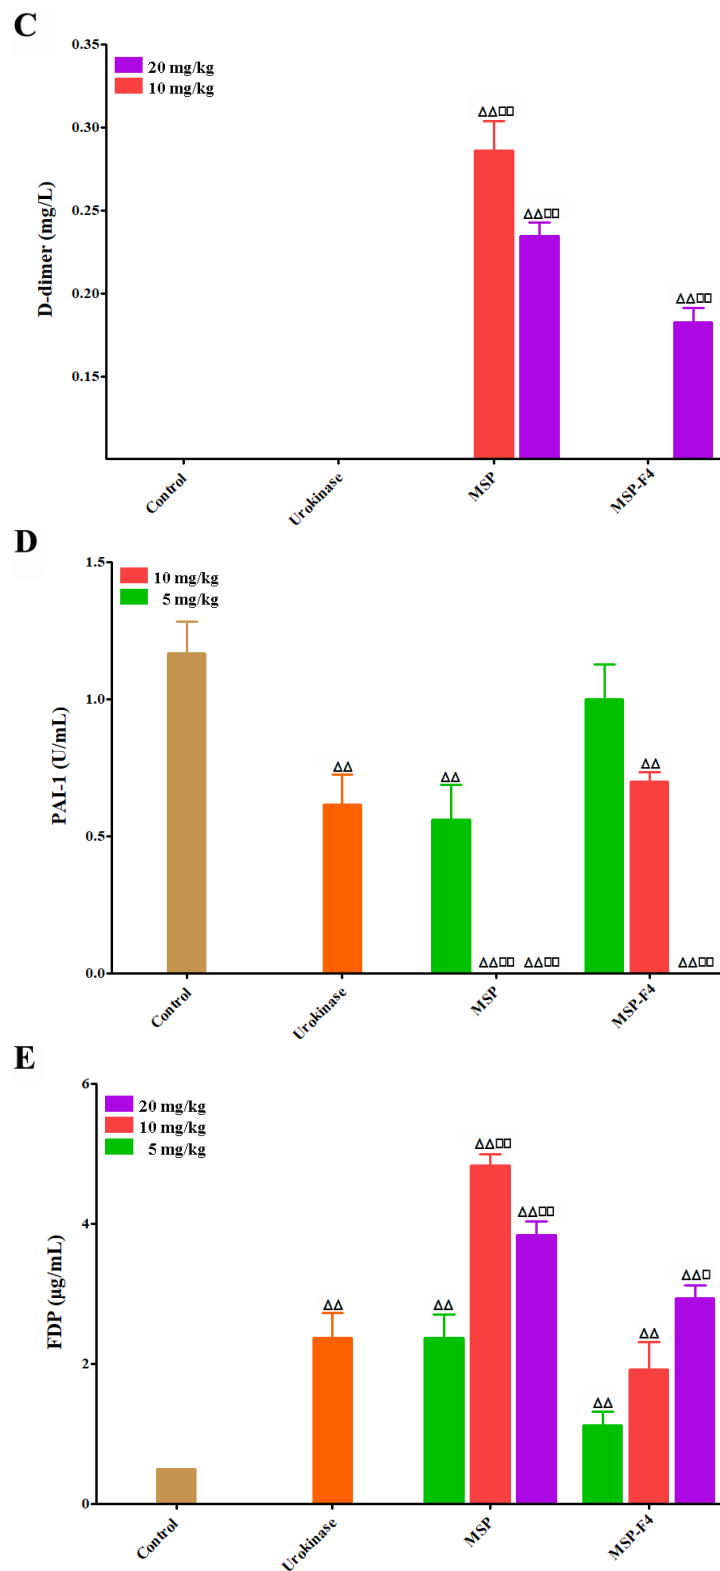 C
0.35
20 mg/kg
10 mg/kg
ΔΔ□□
0.30
0.25
ΔΔ□□
0.20
ΔΔ□□
0.15
D-dimer (mg/L)
Control
Urokinase
MSP
MSP-F4
D
1.5
10 mg/kg
5 mg/kg
1.0
ΔΔ
ΔΔ
ΔΔ
0.5
0.0
ΔΔ□□
ΔΔ□□
ΔΔ□□
PAI-1 (U/mL)
Control
Urokinase
MSP
MSP-F4
E
6
20 mg/kg
10 mg/kg
5 mg/kg
ΔΔ□□
4
ΔΔ□□
ΔΔ□
ΔΔ
ΔΔ
ΔΔ
2
ΔΔ
0
FDP (μg/mL)
Control
Urokinase
MSP
MSP-F4